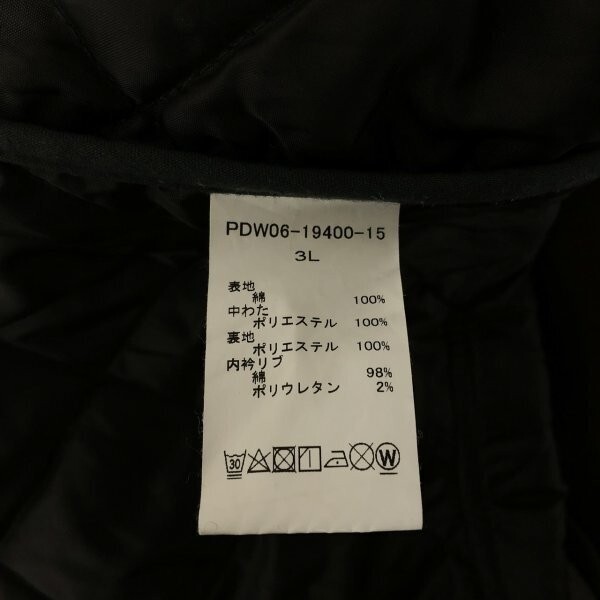 PDW06-19400-15
3L
表地
綿 100%
中わた
ポリエステル 100%
裏地
ポリエステル 100%
内衿リブ
綿 98%
ポリウレタン 2%
30 W